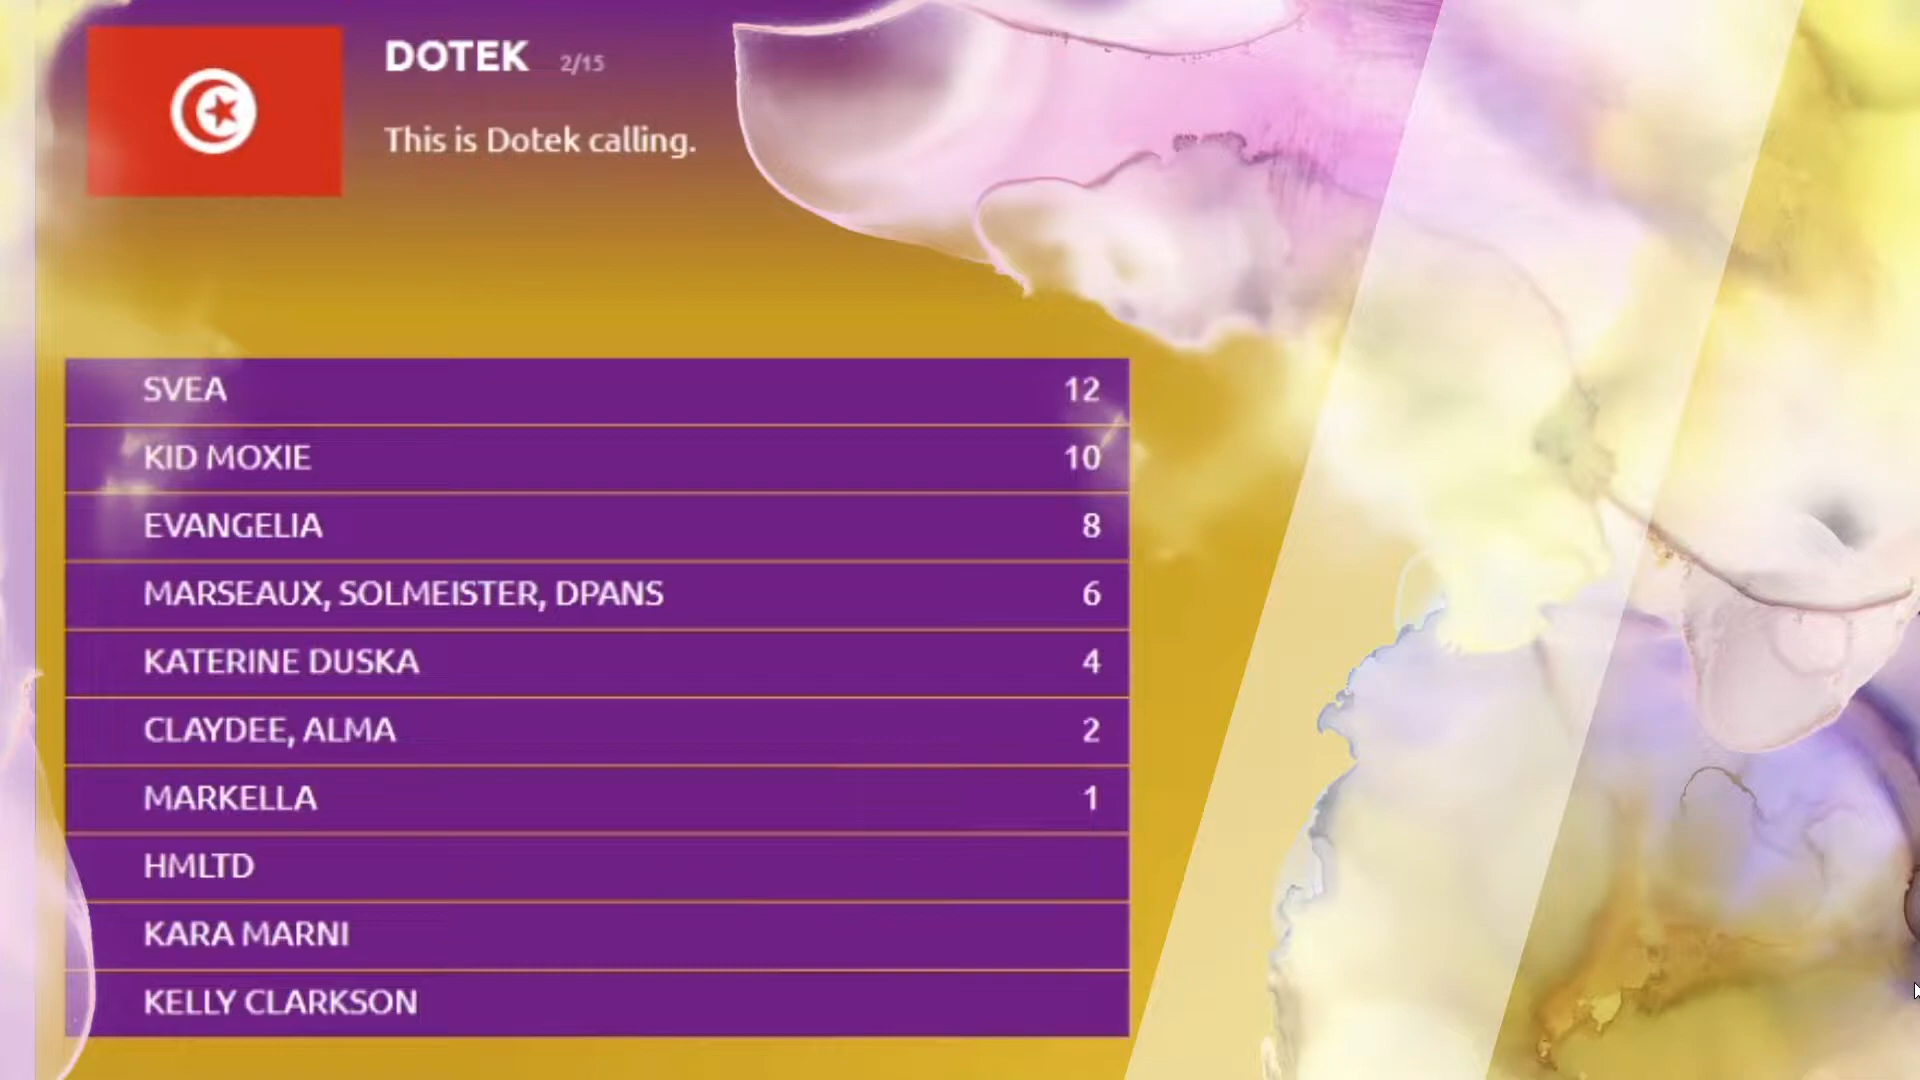 DOTEK 2/15
This is Dotek calling.
SVEA 12
KID MOXIE 10
EVANGELIA 8
MARSEAUX, SOLMEISTER, DPANS 6
KATERINE DUSKA 4
CLAYDEE, ALMA 2
MARKELLA 1
HMLTD
KARA MARNI
KELLY CLARKSON